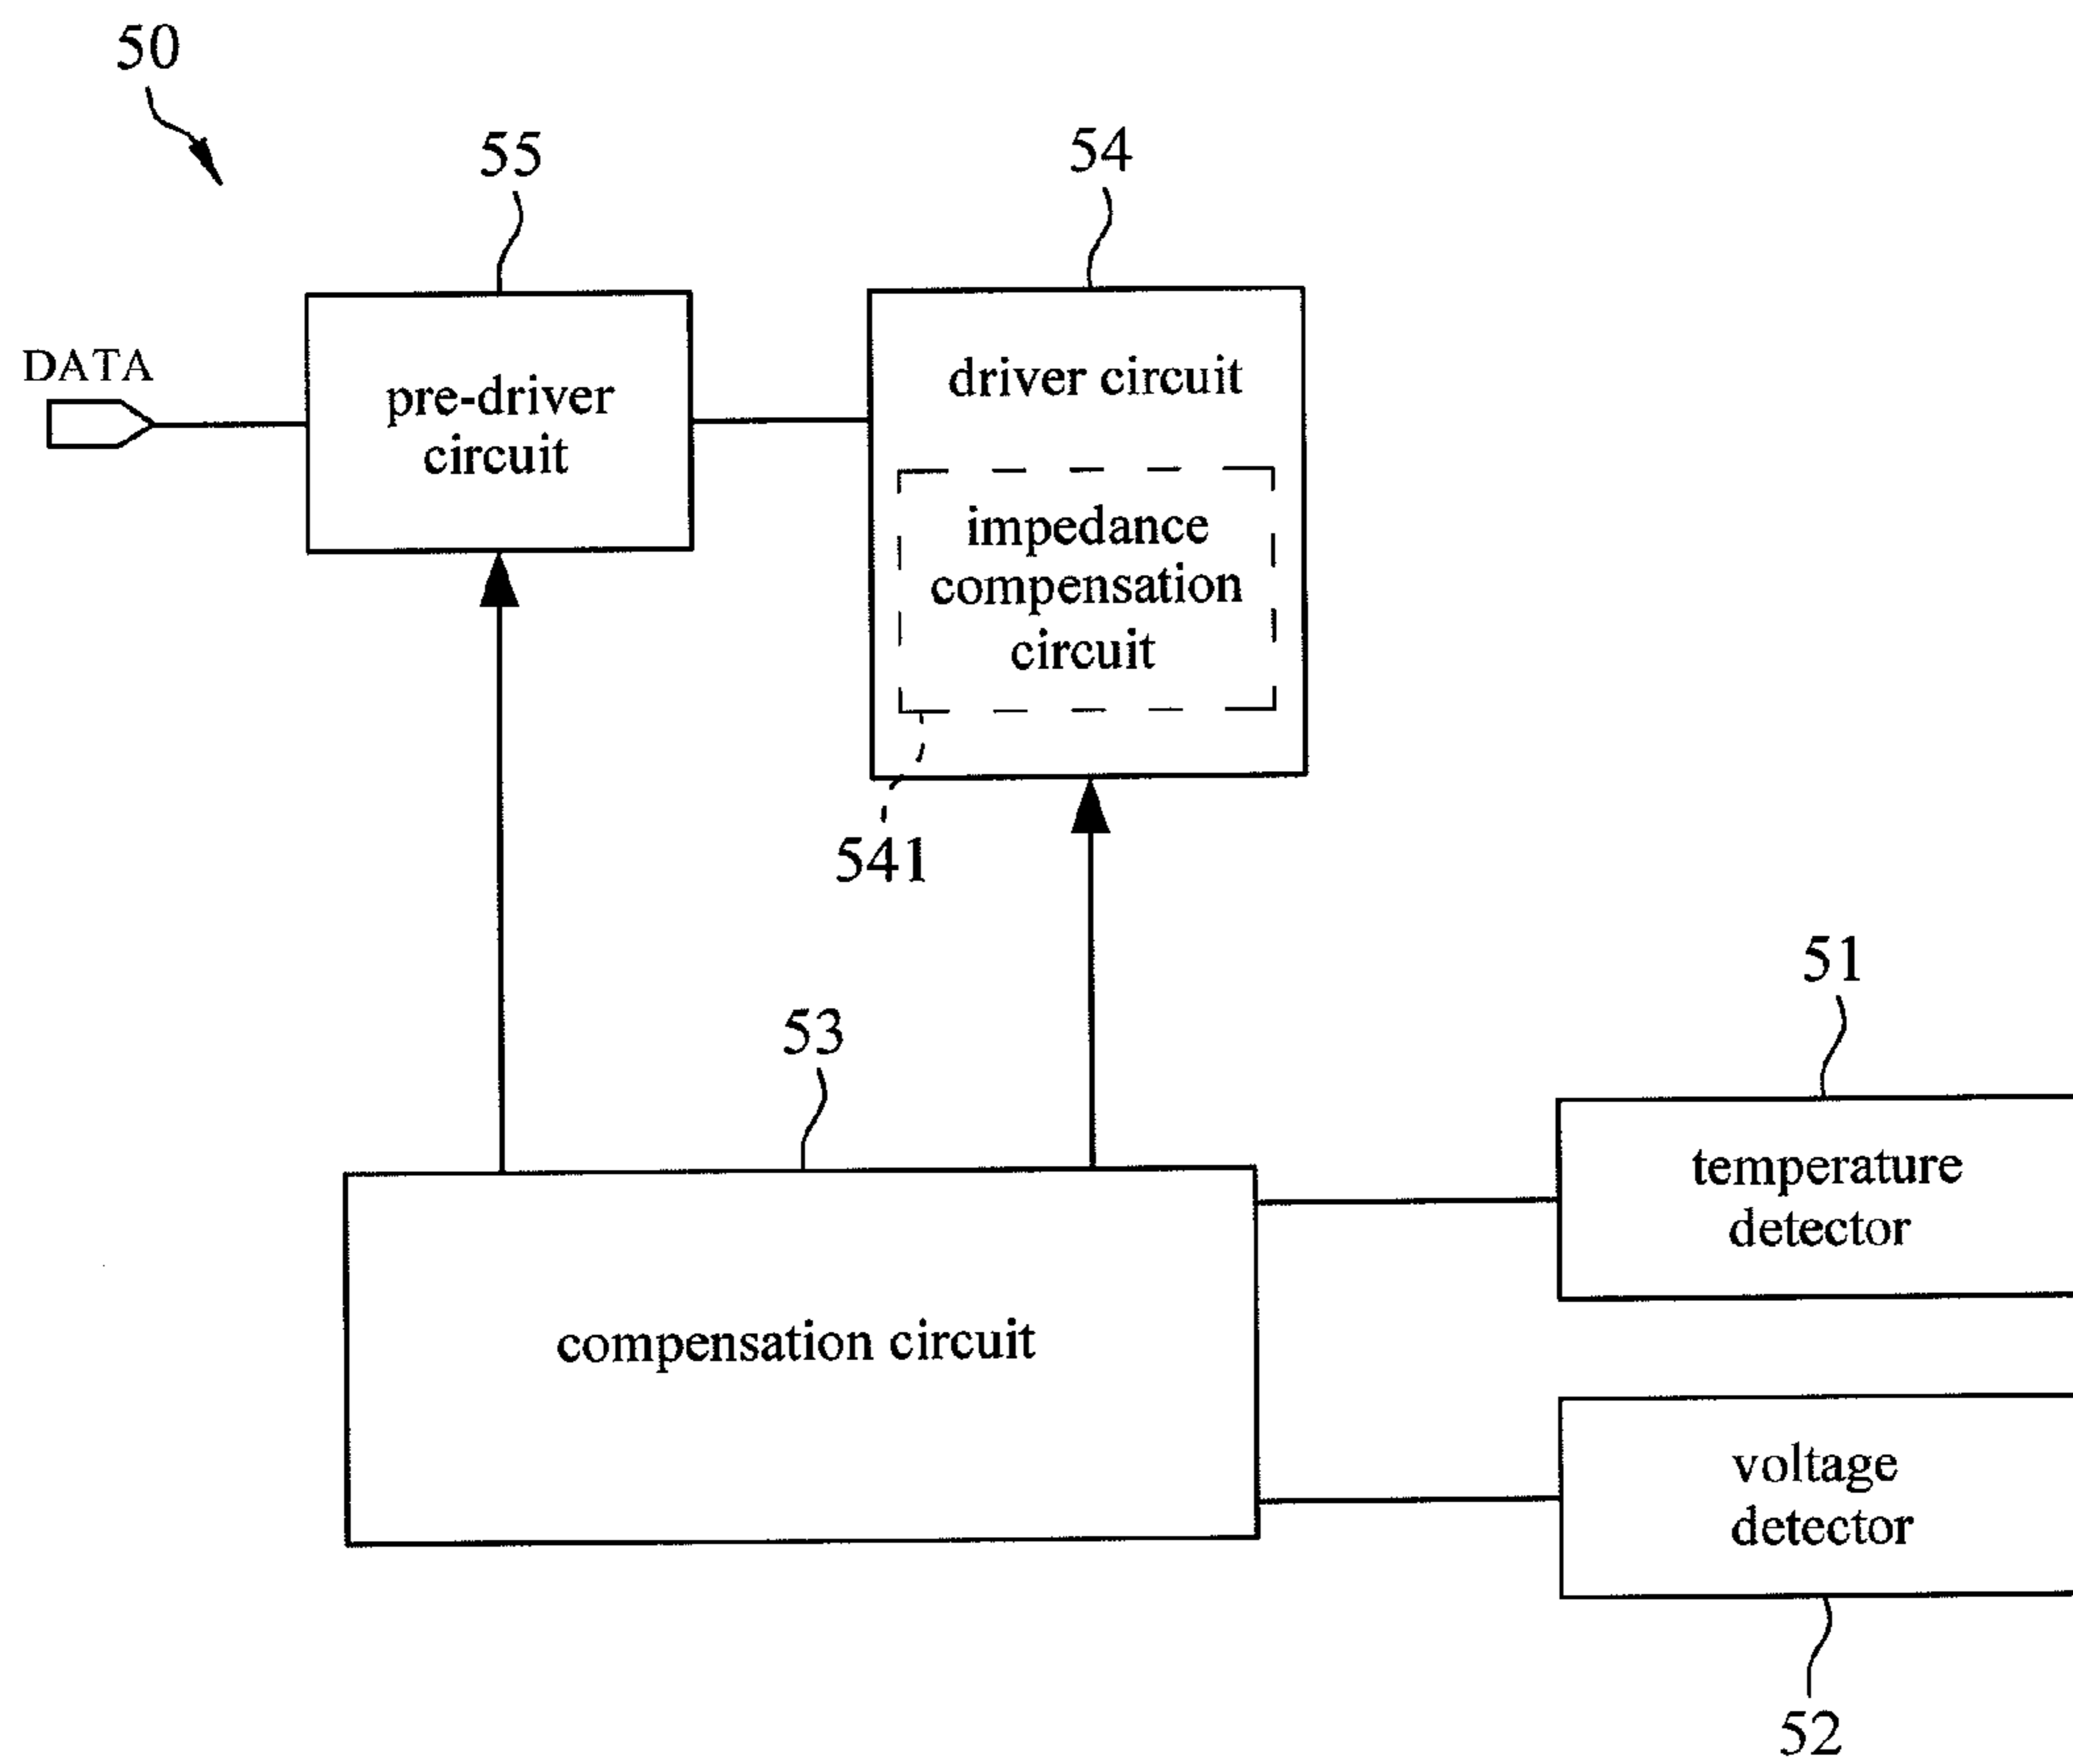 50
55
54
DATA
pre-driver
circuit
driver circuit
impedance
compensation
circuit
541
51
53
temperature
detector
compensation circuit
voltage
detector
52